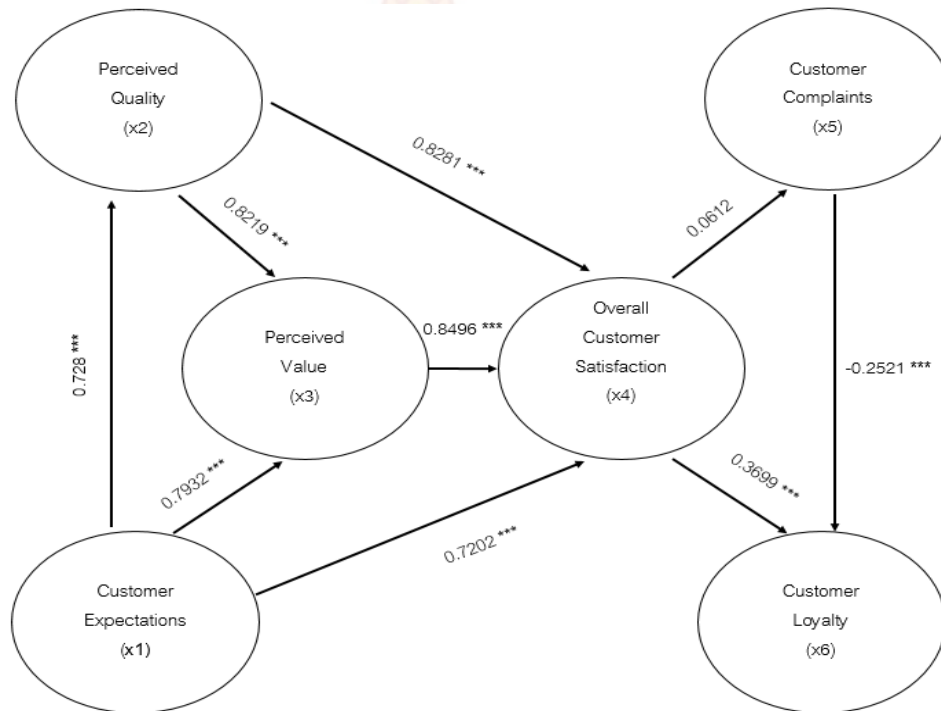 Perceived
Quality
(x2)
Customer
Complaints
(x5)
0.8281 ***
0.8219 ***
0.0612
Perceived
Value
(x3)
0.8496 ***
Overall
Customer
Satisfaction
(x4)
0.728 ***
-0.2521 ***
0.7932 ***
0.7202 ***
0.3699 ***
Customer
Expectations
(x1)
Customer
Loyalty
(x6)